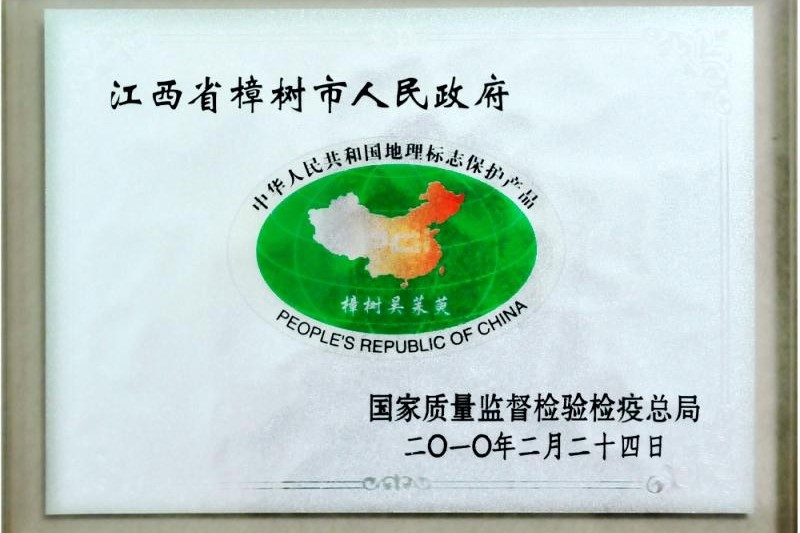 江西省樟树市人民政府
中华人民共和国地理标志保护产品
PGI
樟树吴茱萸
PEOPLE'S REPUBLIC OF CHINA
国家质量监督检验检疫总局
二〇一〇年二月二十四日